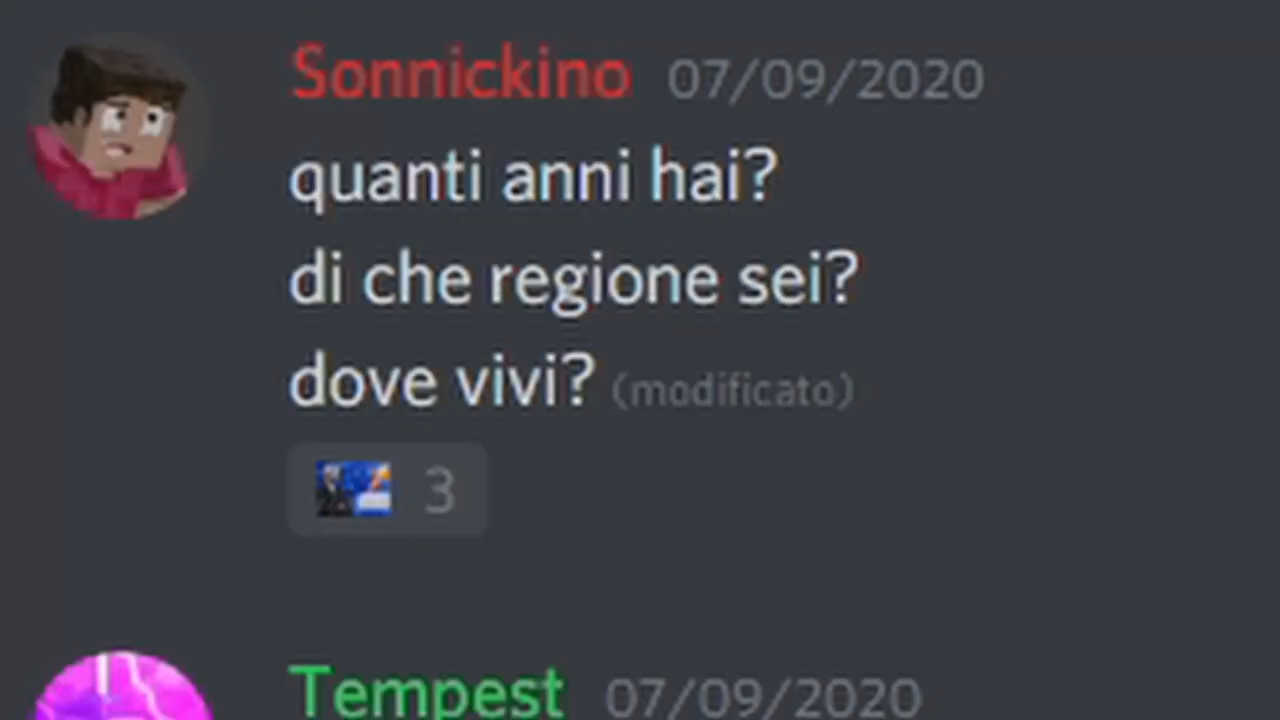 Sonnickino 07/09/2020
quanti anni hai?
di che regione sei?
dove vivi? (modificato)
3
Tempest 07/09/2020